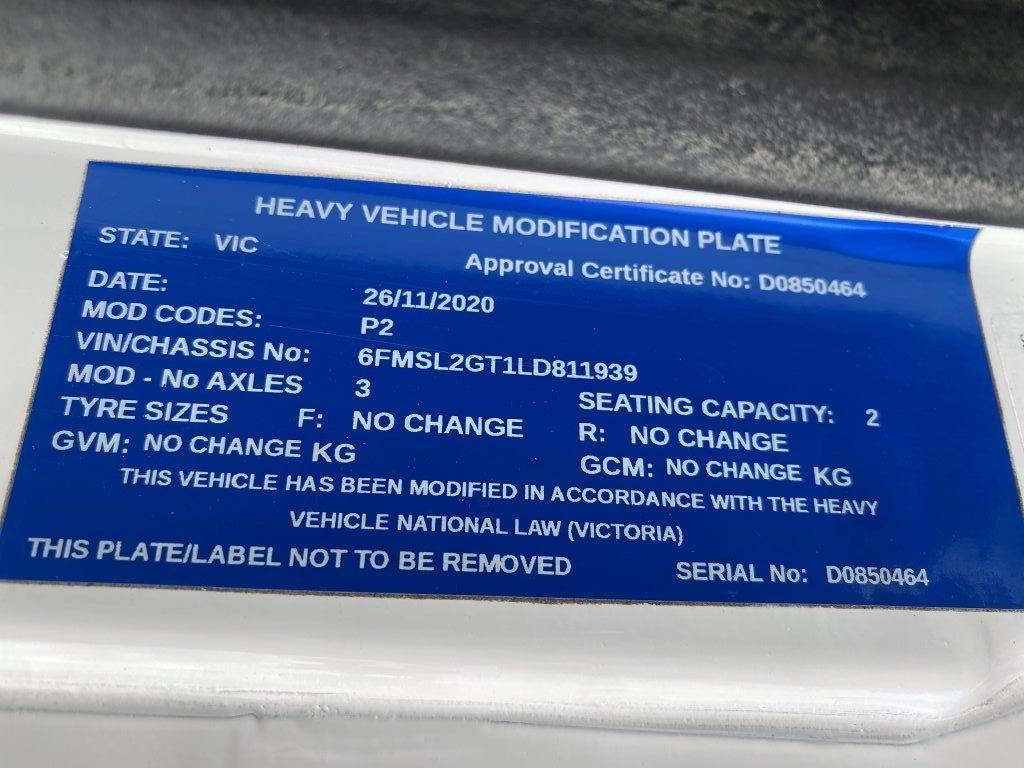 HEAVY VEHICLE MODIFICATION PLATE
STATE: VIC
Approval Certificate No: D0850464
DATE: 26/11/2020
MOD CODES: P2
VIN/CHASSIS No: 6FMSL2GT1LD811939
MOD - No AXLES 3 SEATING CAPACITY: 2
TYRE SIZES F: NO CHANGE R: NO CHANGE
GVM: NO CHANGE KG GCM: NO CHANGE KG
THIS VEHICLE HAS BEEN MODIFIED IN ACCORDANCE WITH THE HEAVY
VEHICLE NATIONAL LAW (VICTORIA)
THIS PLATE/LABEL NOT TO BE REMOVED SERIAL No: D0850464